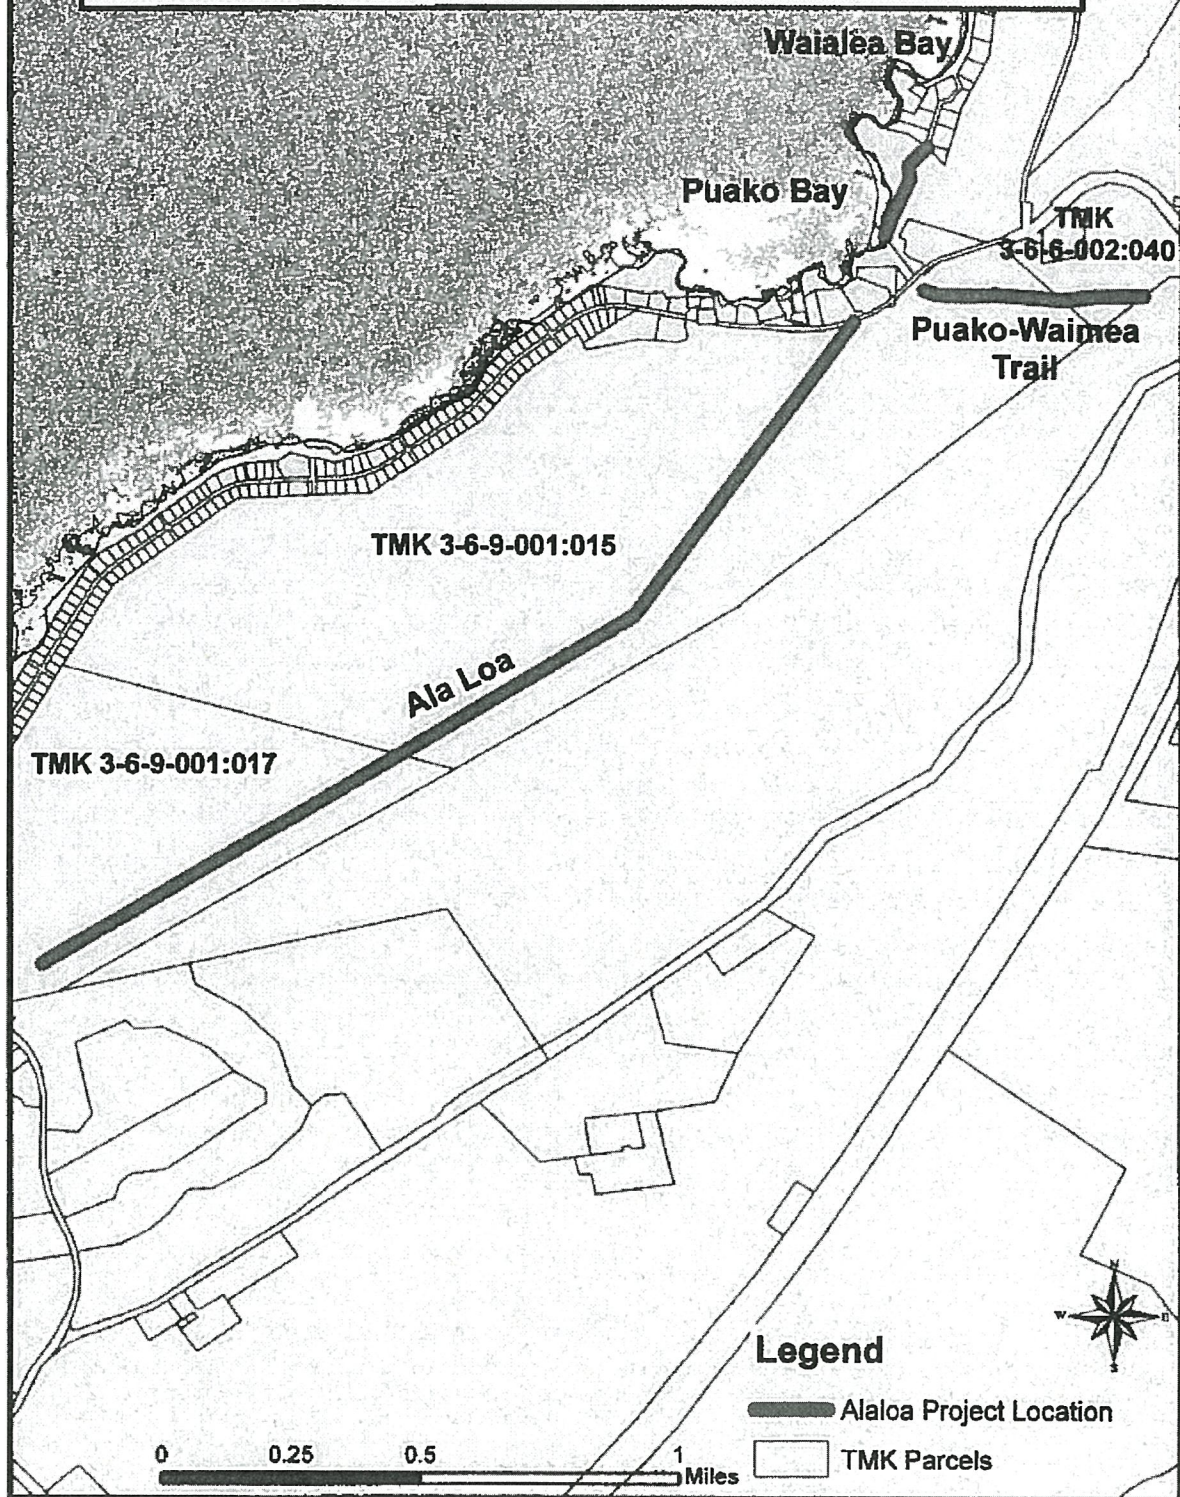 Waialea Bay
Puako Bay
TMK
3-6-6-002:040
Puako-Waimea
Trail
TMK 3-6-9-001:015
Ala Loa
TMK 3-6-9-001:017
N
W
E
S
Legend
Alaloa Project Location
TMK Parcels
0 0.25 0.5 1
Miles